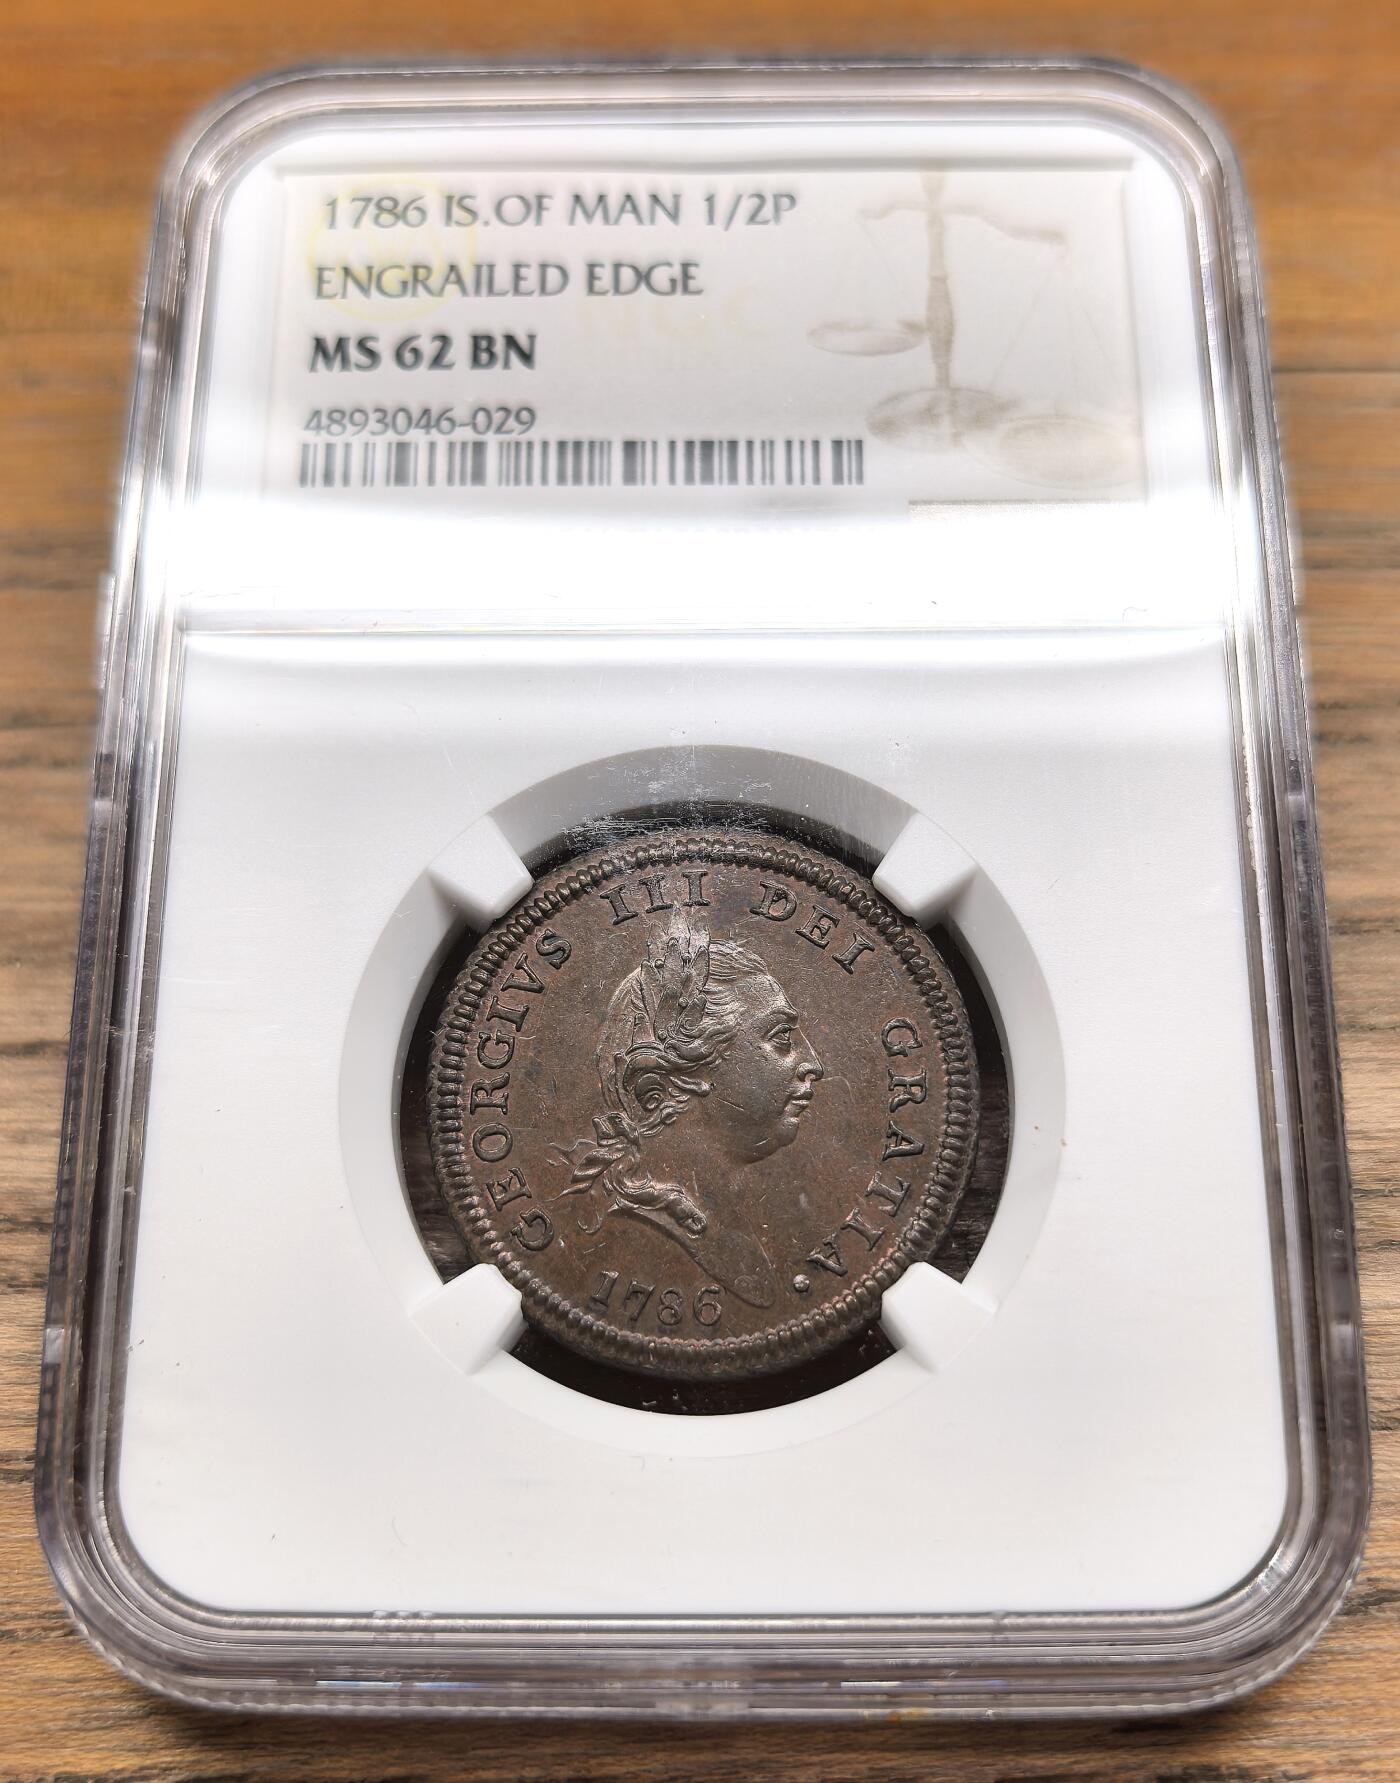 1786 IS.OF MAN 1/2P
ENGRAILED EDGE
MS 62 BN
4893046-029
GEORGIVS III DEI GRATIA ·
1786